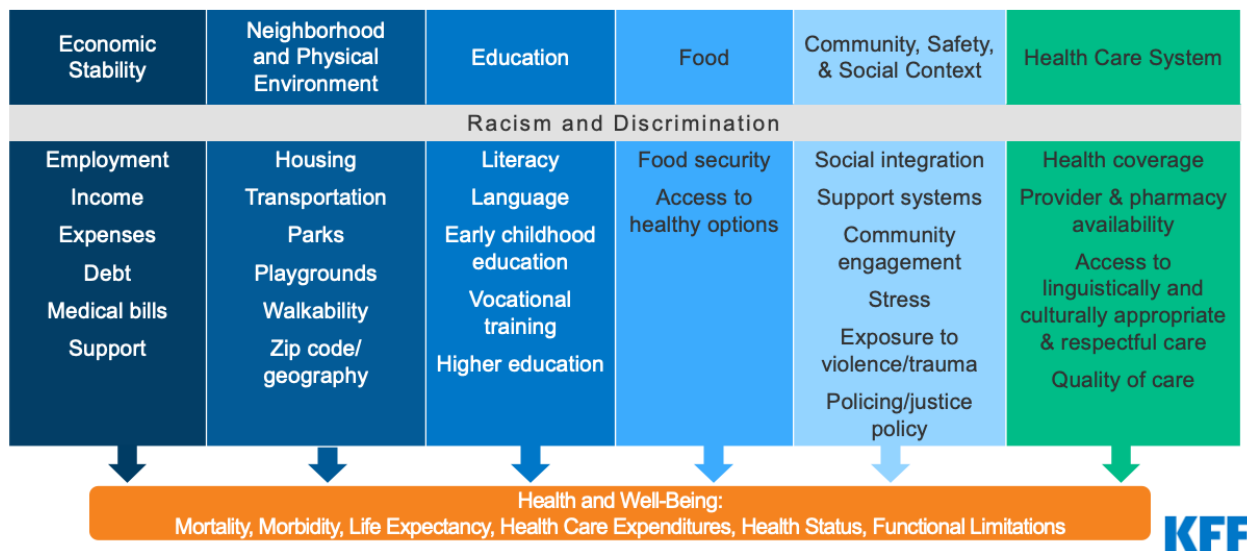 Economic
Stability
Neighborhood
and Physical
Environment
Education
Food
Community, Safety,
& Social Context
Health Care System
Racism and Discrimination
Employment
Income
Expenses
Debt
Medical bills
Support
Housing
Transportation
Parks
Playgrounds
Walkability
Zip code/
geography
Literacy
Language
Early childhood
education
Vocational
training
Higher education
Food security
Access to
healthy options
Social integration
Support systems
Community
engagement
Stress
Exposure to
violence/trauma
Policing/justice
policy
Health coverage
Provider & pharmacy
availability
Access to
linguistically and
culturally appropriate
& respectful care
Quality of care
Health and Well-Being:
Mortality, Morbidity, Life Expectancy, Health Care Expenditures, Health Status, Functional Limitations
KFF